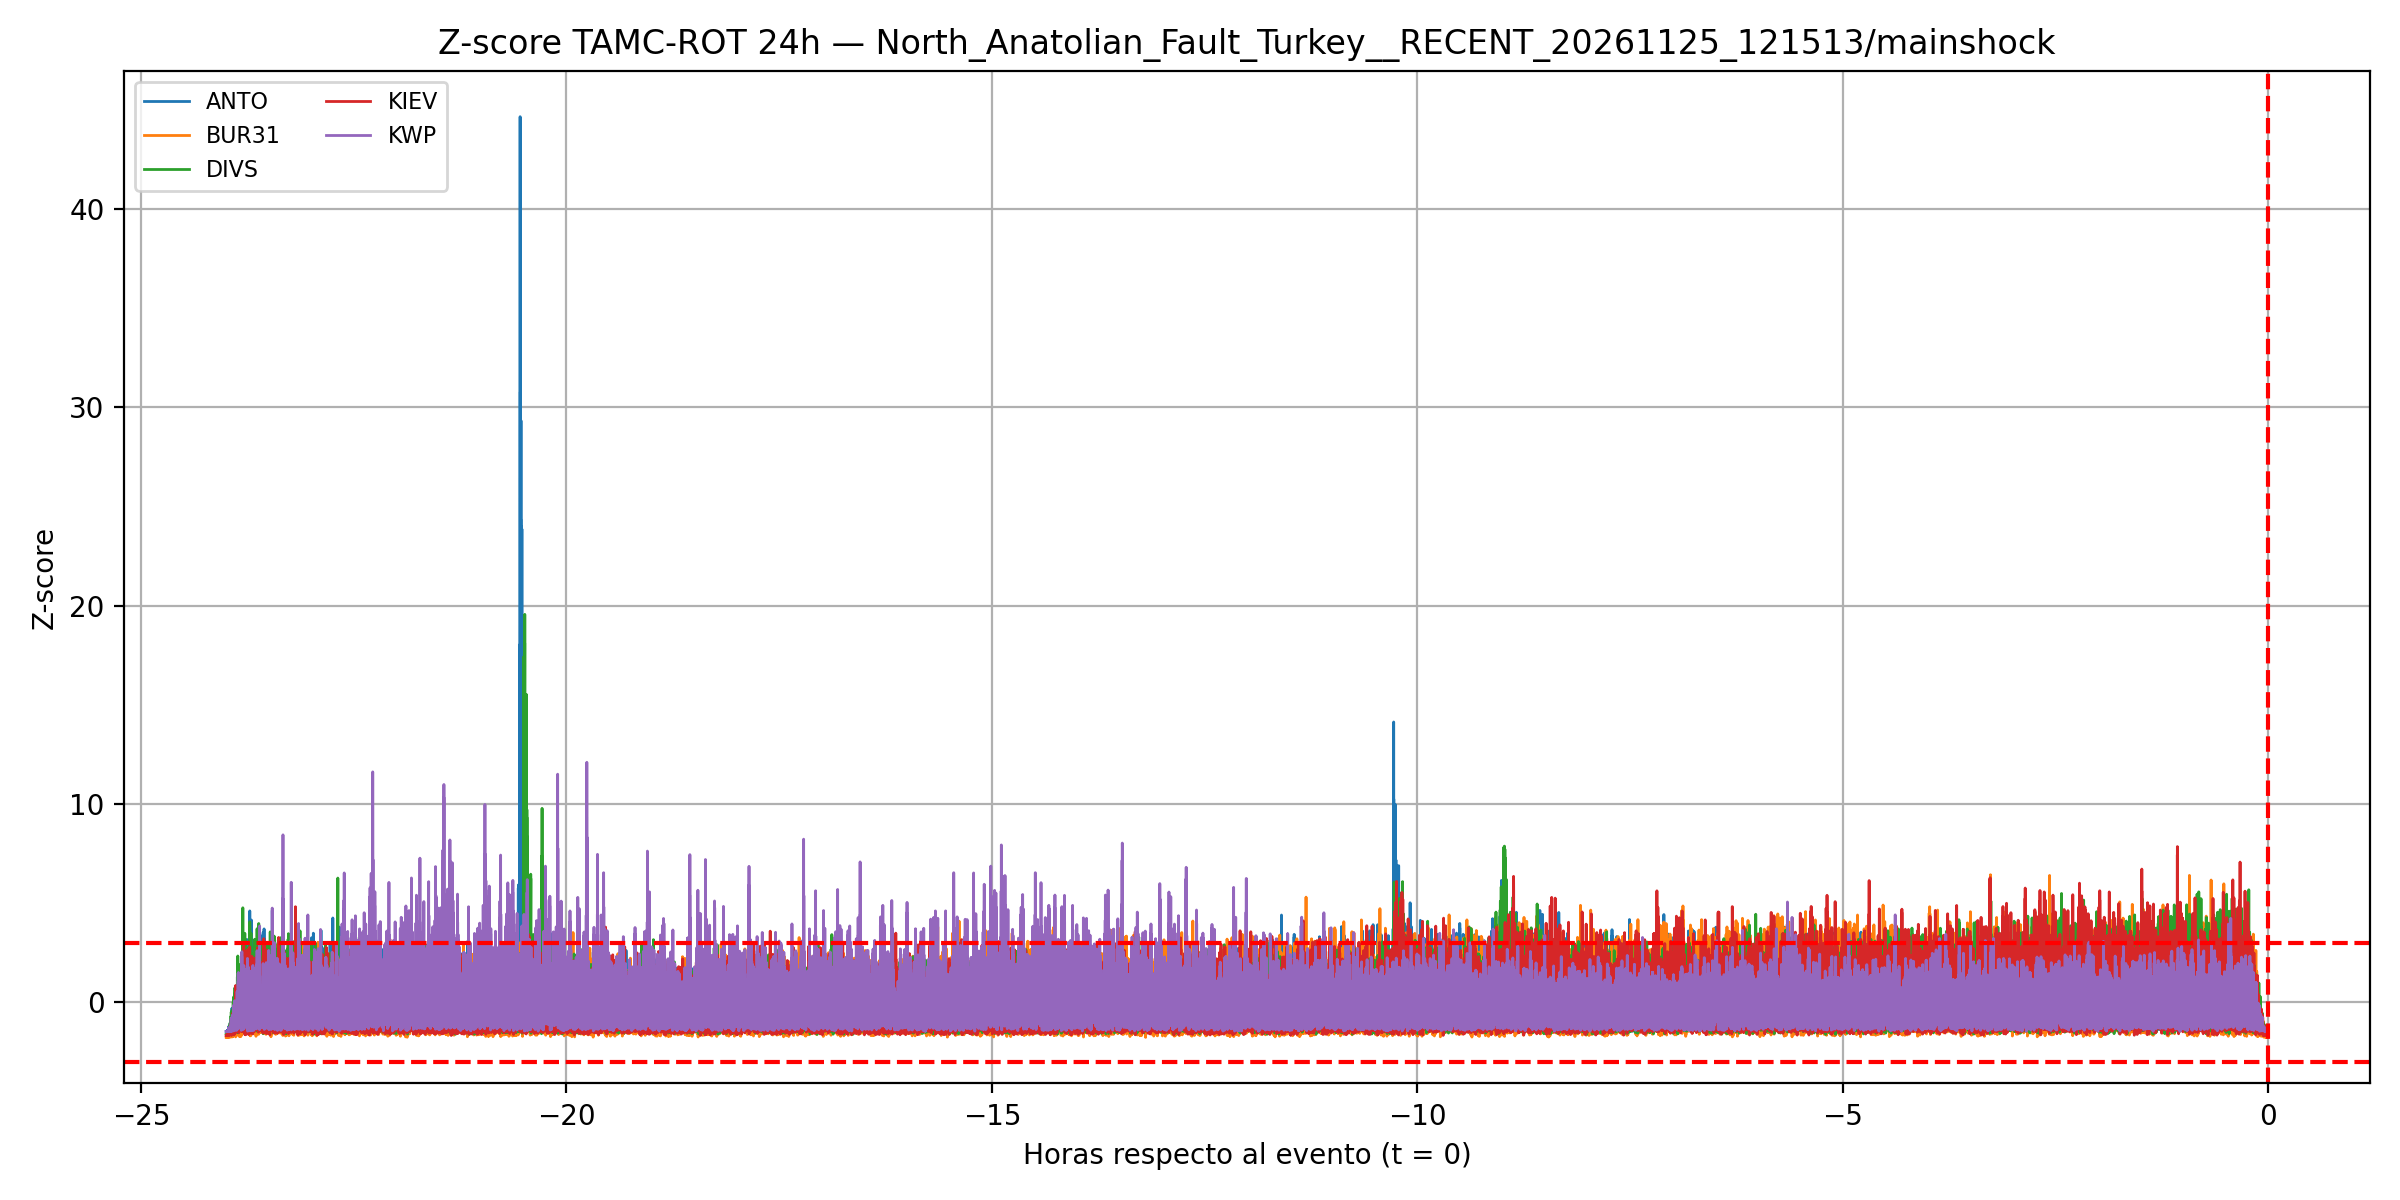 Z-score TAMC-ROT 24h — North_Anatolian_Fault_Turkey__RECENT_20261125_121513/mainshock
ANTO
BUR31
DIVS
KIEV
KWP
Z-score
40
30
20
10
0
−25
−20
−15
−10
−5
0
Horas respecto al evento (t = 0)